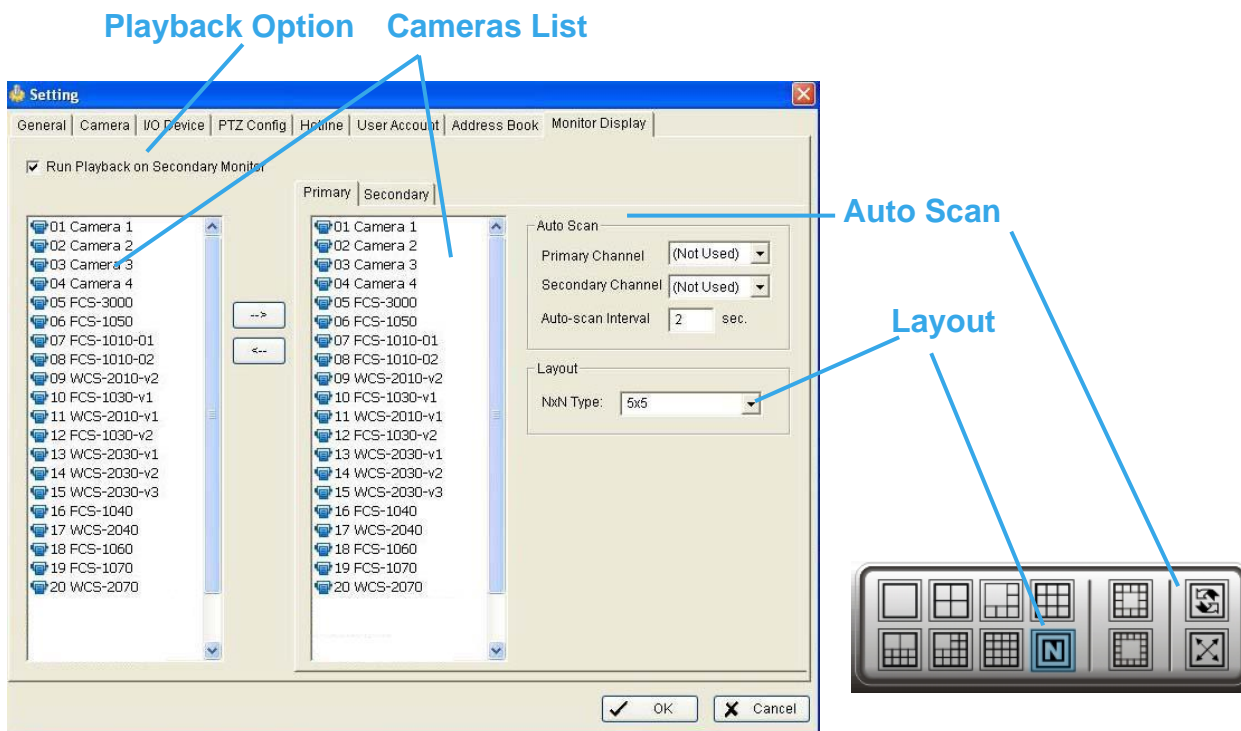 Playback Option Cameras List
Setting
General Camera I/O Device PTZ Config Hotline User Account Address Book Monitor Display
Run Playback on Secondary Monitor
Primary Secondary
01 Camera 1
02 Camera 2
03 Camera 3
04 Camera 4
05 FCS-3000
06 FCS-1050
07 FCS-1010-01
08 FCS-1010-02
09 WCS-2010-v2
10 FCS-1030-v1
11 WCS-2010-v1
12 FCS-1030-v2
13 WCS-2030-v1
14 WCS-2030-v2
15 WCS-2030-v3
16 FCS-1040
17 WCS-2040
18 FCS-1060
19 FCS-1070
20 WCS-2070
-->
<--
01 Camera 1
02 Camera 2
03 Camera 3
04 Camera 4
05 FCS-3000
06 FCS-1050
07 FCS-1010-01
08 FCS-1010-02
09 WCS-2010-v2
10 FCS-1030-v1
11 WCS-2010-v1
12 FCS-1030-v2
13 WCS-2030-v1
14 WCS-2030-v2
15 WCS-2030-v3
16 FCS-1040
17 WCS-2040
18 FCS-1060
19 FCS-1070
20 WCS-2070
Auto Scan
Primary Channel (Not Used)
Secondary Channel (Not Used)
Auto-scan Interval 2 sec.
Layout
NxN Type: 5x5
Auto Scan
Layout
N
OK Cancel